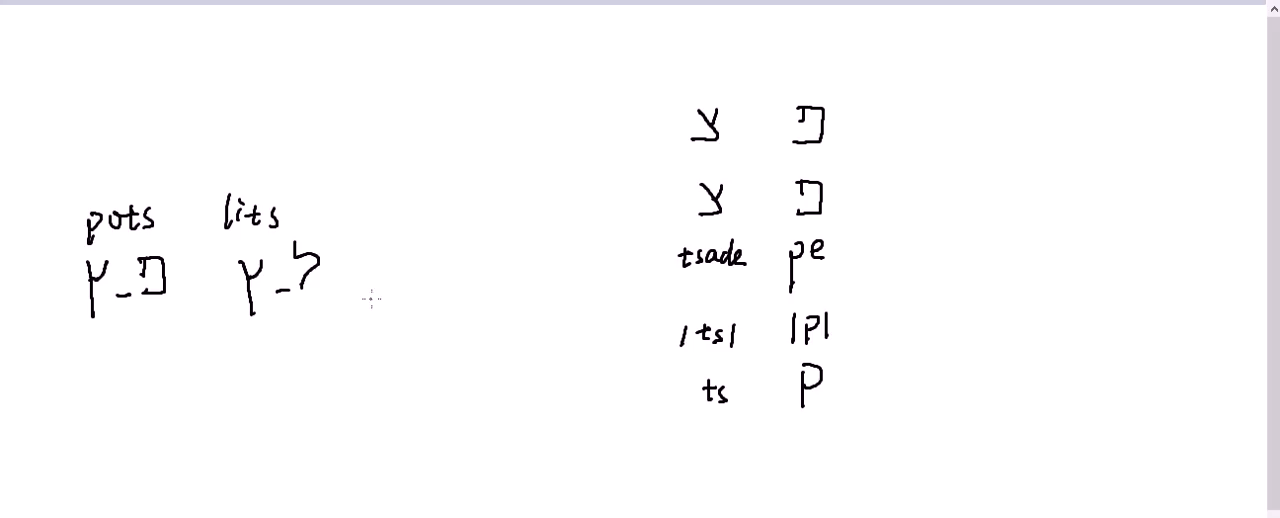 צ פ
צ פ
tsade pe
/ts/ /p/
ts p
pots lits
פ_ץ ל_ץ